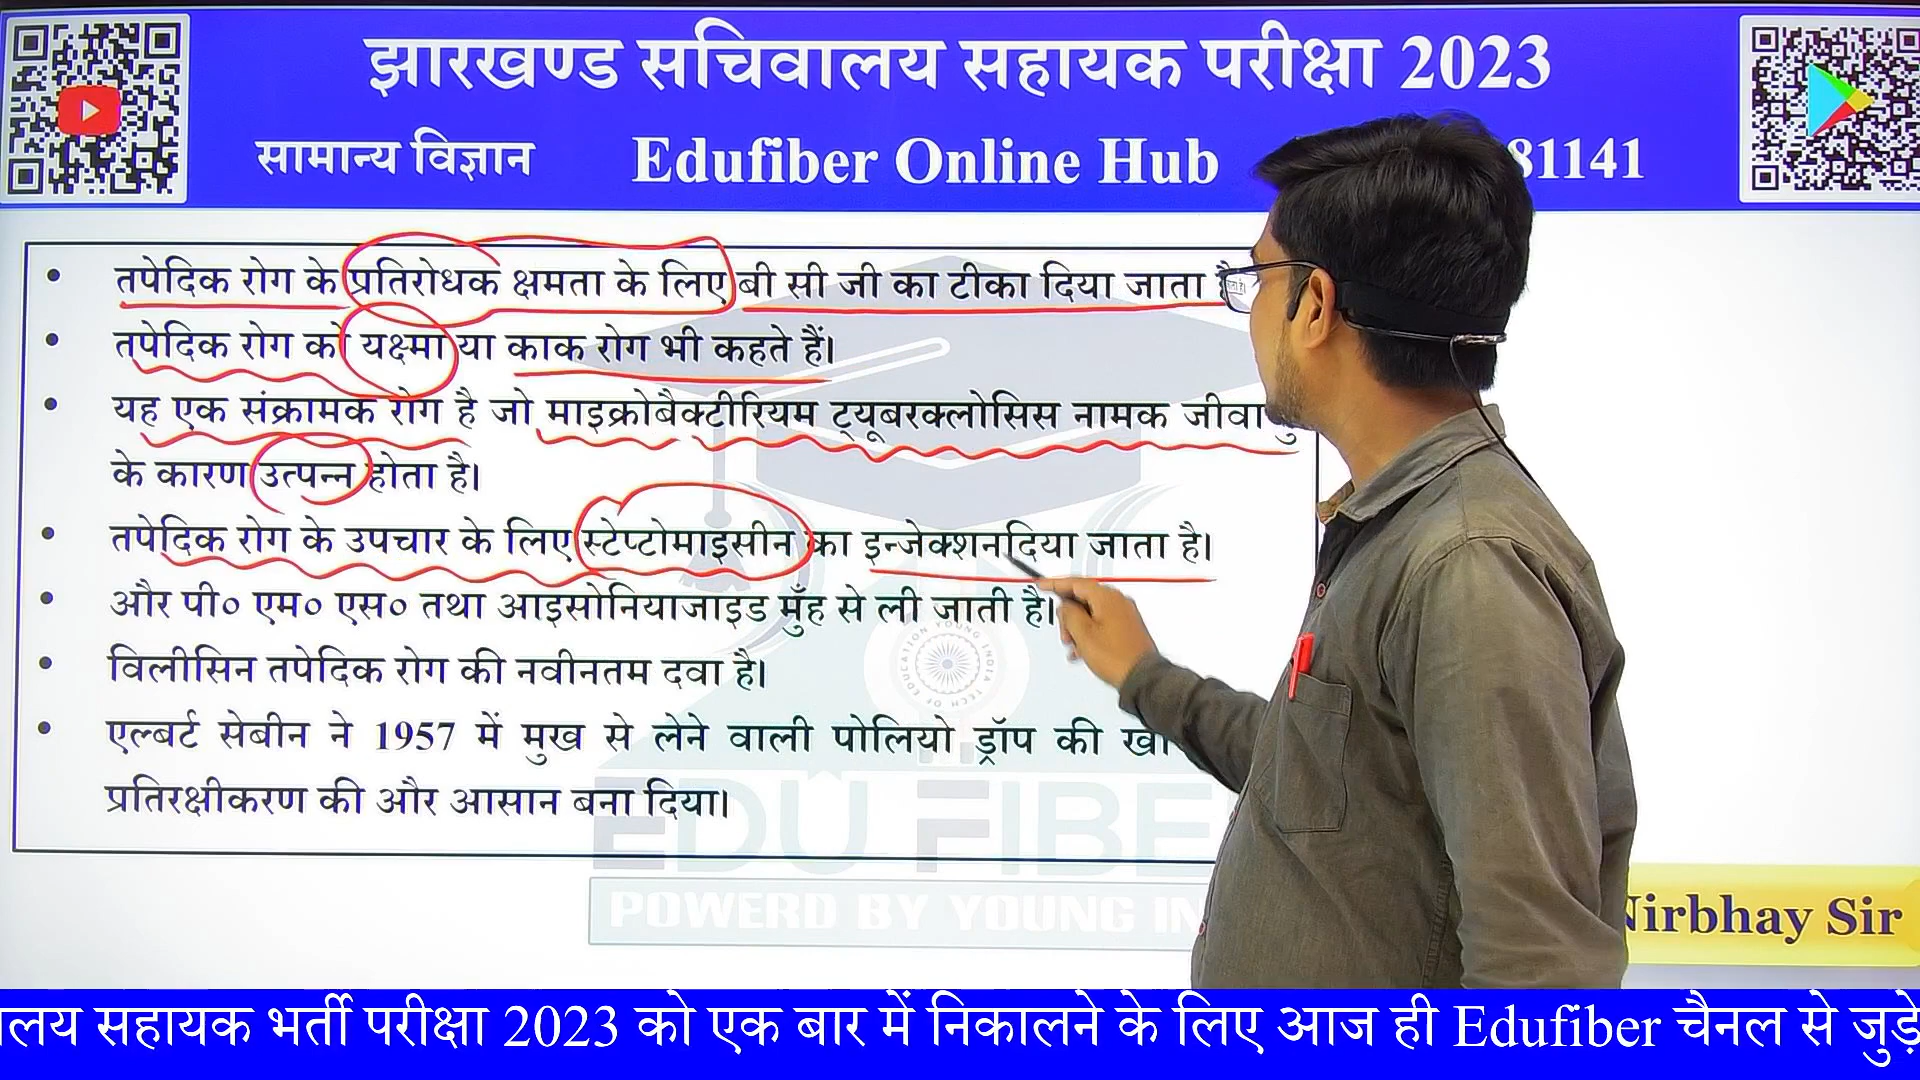 झारखण्ड सचिवालय सहायक परीक्षा 2023
सामान्य विज्ञान Edufiber Online Hub 81141
• तपेदिक रोग के प्रतिरोधक क्षमता के लिए बी सी जी का टीका दिया जाता
• तपेदिक रोग को यक्ष्मा या काक रोग भी कहते हैं।
• यह एक संक्रामक रोग है जो माइक्रोबैक्टीरियम ट्यूबरक्लोसिस नामक
के कारण उत्पन्न होता है।
• तपेदिक रोग के उपचार के लिए स्टेप्टोमाइसीन का इन्जेक्शनदिया जाता है।
• और पी० एम० एस० तथा आइसोनियाजाइड मुँह से ली जाती है।
• विलीसिन तपेदिक रोग की नवीनतम दवा है।
• एल्बर्ट सेबीन ने 1957 में मुख से लेने वाली पोलियो ड्रॉप की
प्रतिरक्षीकरण की और आसान बना दिया।
EDU FIBE
POWERD BY YOUNG IN
Nirbhay Sir
ालय सहायक भर्ती परीक्षा 2023 को एक बार में निकालने के लिए आज ही Edufiber चैनल से जुड़े